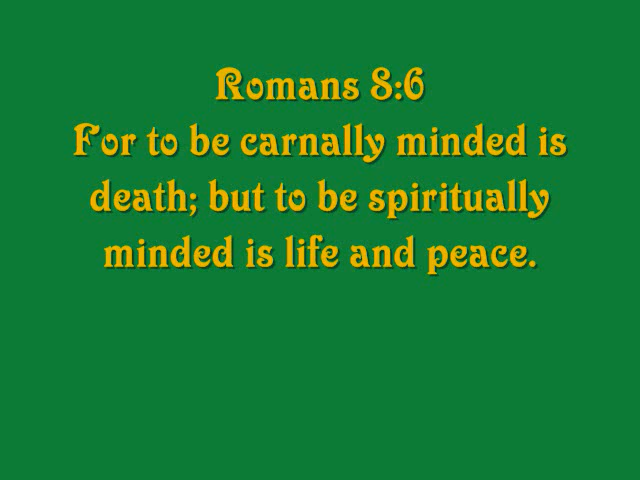 Romans 8:6
For to be carnally minded is
death; but to be spiritually
minded is life and peace.